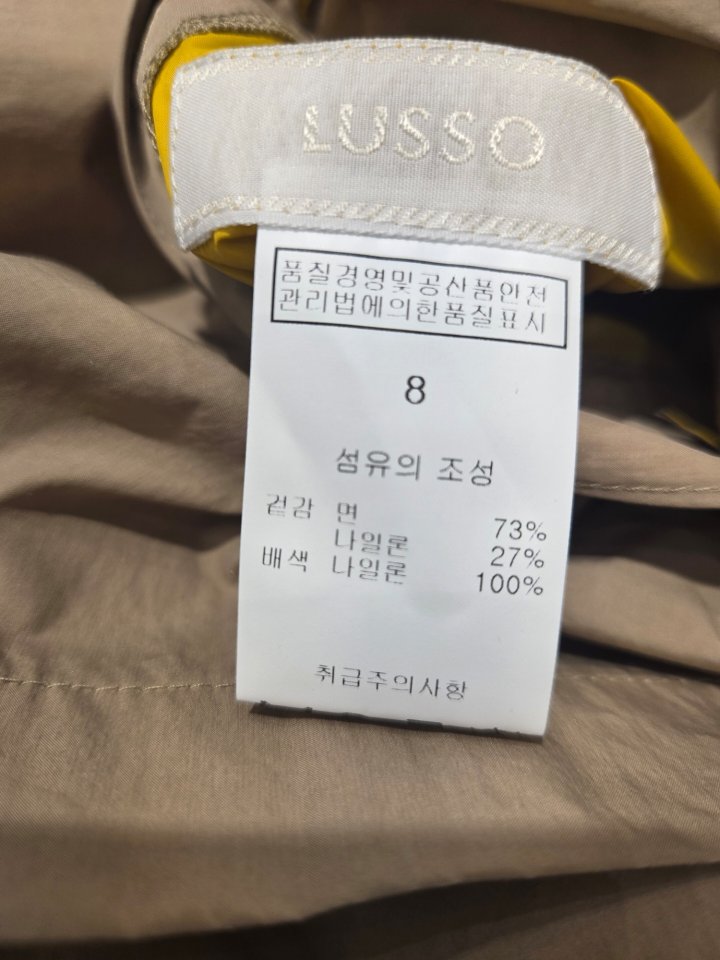 LUSSO
품질경영및공산품안전
관리법에의한품질표시
8
섬유의 조성
겉감 면 73%
나일론 27%
배색 나일론 100%
취급주의사항